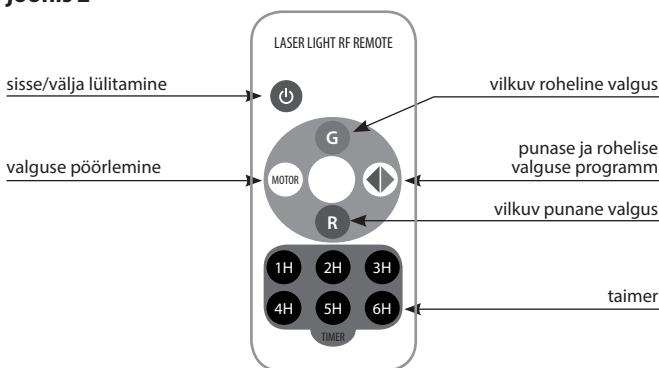 joonis 2
LASER LIGHT RF REMOTE
sisse/välja lülitamine
vilkuv roheline valgus
G
valguse pöörlemine
MOTOR
punase ja rohelise
valguse programm
R
vilkuv punane valgus
1H 2H 3H
4H 5H 6H
taimer
TIMER